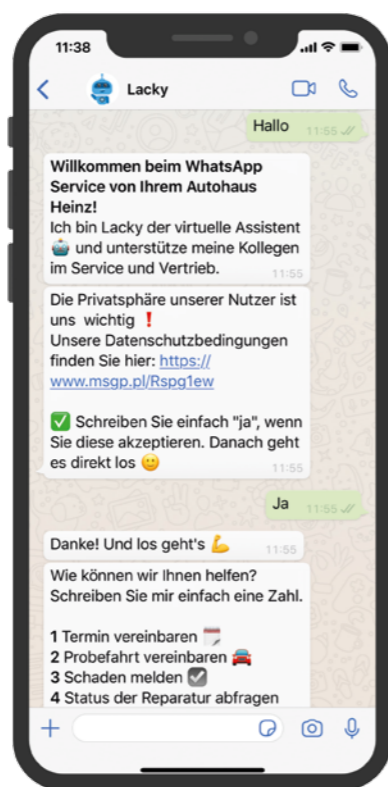 11:38
Lacky
Hallo 11:55
Willkommen beim WhatsApp
Service von Ihrem Autohaus
Heinz!
Ich bin Lacky der virtuelle Assistent
🤖 und unterstütze meine Kollegen
im Service und Vertrieb. 11:55
Die Privatsphäre unserer Nutzer ist
uns wichtig ❗
Unsere Datenschutzbedingungen
finden Sie hier: https://
www.msgp.pl/Rspg1ew
✅ Schreiben Sie einfach "ja", wenn
Sie diese akzeptieren. Danach geht
es direkt los 🙂 11:55
Ja 11:55
Danke! Und los geht's 💪 11:55
Wie können wir Ihnen helfen?
Schreiben Sie mir einfach eine Zahl.
1 Termin vereinbaren 🗓
2 Probefahrt vereinbaren 🚘
3 Schaden melden ☑
4 Status der Reparatur abfragen